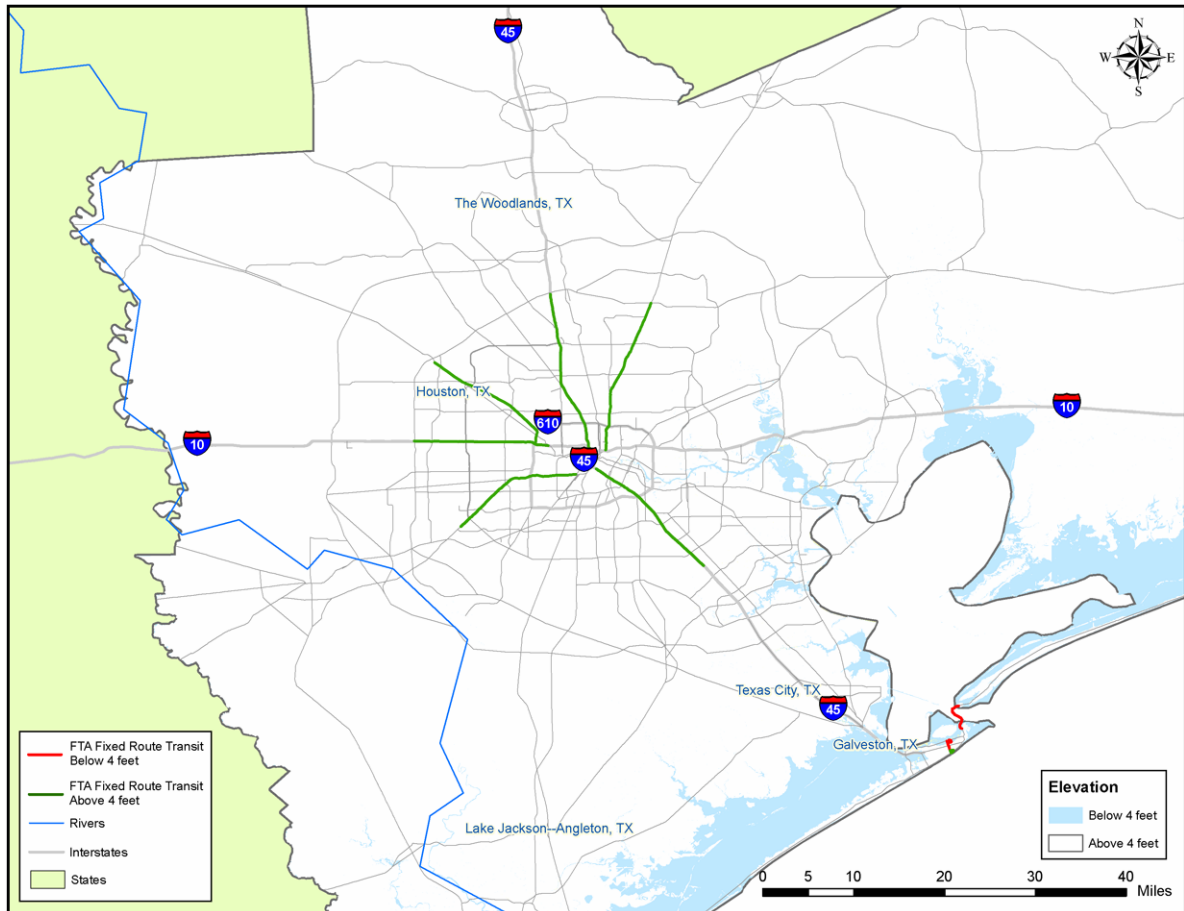 45
N
W E
S
The Woodlands, TX
Houston, TX
610
10
10
45
Texas City, TX
45
Galveston, TX
Lake Jackson--Angleton, TX
FTA Fixed Route Transit
Below 4 feet
FTA Fixed Route Transit
Above 4 feet
Rivers
Interstates
States
Elevation
Below 4 feet
Above 4 feet
0 5 10 20 30 40
Miles